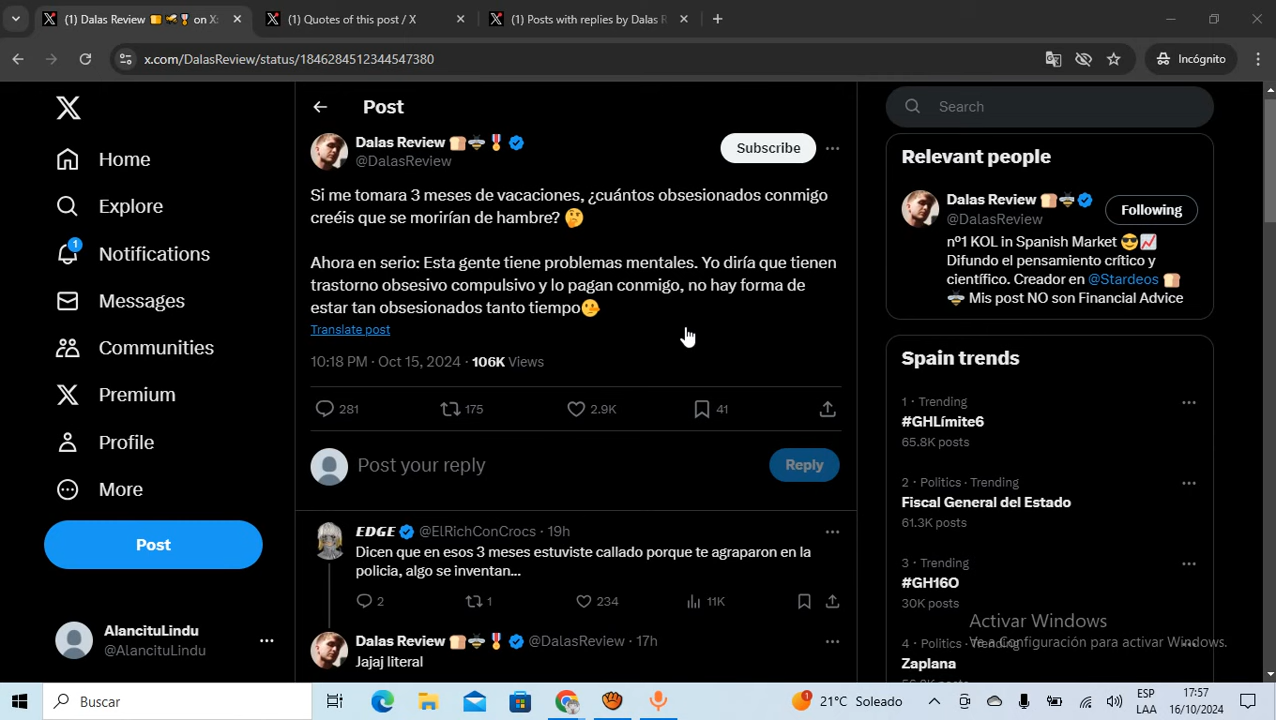 (1) Dalas Review on X:
(1) Quotes of this post / X
(1) Posts with replies by Dalas R
x.com/DalasReview/status/1846284512344547380
Incógnito
Home
Explore
1
Notifications
Messages
Communities
Premium
Profile
More
Post
AlancituLindu
@AlancituLindu
Post
Dalas Review 🍞🐝🎖️
@DalasReview
Subscribe
Si me tomara 3 meses de vacaciones, ¿cuántos obsesionados conmigo
creéis que se morirían de hambre? 🤔
Ahora en serio: Esta gente tiene problemas mentales. Yo diría que tienen
trastorno obsesivo compulsivo y lo pagan conmigo, no hay forma de
estar tan obsesionados tanto tiempo🫤
Translate post
10:18 PM · Oct 15, 2024 · 106K Views
281 175 2.9K 41
Post your reply
Reply
EDGE @ElRichConCrocs · 19h
Dicen que en esos 3 meses estuviste callado porque te agraparon en la
policia, algo se inventan...
2 1 234 11K
Dalas Review 🍞🐝🎖️ @DalasReview · 17h
Jajaj literal
Search
Relevant people
Dalas Review 🍞🐝
@DalasReview
Following
nº1 KOL in Spanish Market 😎📈
Difundo el pensamiento crítico y
científico. Creador en @Stardeos 🍞
🐝 Mis post NO son Financial Advice
Spain trends
1 · Trending
#GHLímite6
65.8K posts
2 · Politics · Trending
Fiscal General del Estado
61.3K posts
3 · Trending
#GH16O
30K posts
4 · Politics · Trending
Zaplana
Activar Windows
Ve a Configuración para activar Windows.
Buscar
1
21°C Soleado
ESP
LAA
17:57
16/10/2024